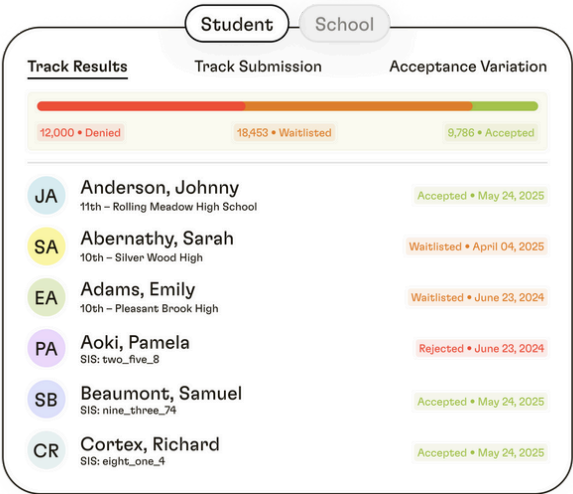 Student School
Track Results Track Submission Acceptance Variation
12,000 • Denied 18,453 • Waitlisted 9,786 • Accepted
JA Anderson, Johnny Accepted • May 24, 2025
11th – Rolling Meadow High School
SA Abernathy, Sarah Waitlisted • April 04, 2025
10th – Silver Wood High
EA Adams, Emily Waitlisted • June 23, 2024
10th – Pleasant Brook High
PA Aoki, Pamela Rejected • June 23, 2024
SIS: two_five_8
SB Beaumont, Samuel Accepted • May 24, 2025
SIS: nine_three_74
CR Cortex, Richard Accepted • May 24, 2025
SIS: eight_one_4